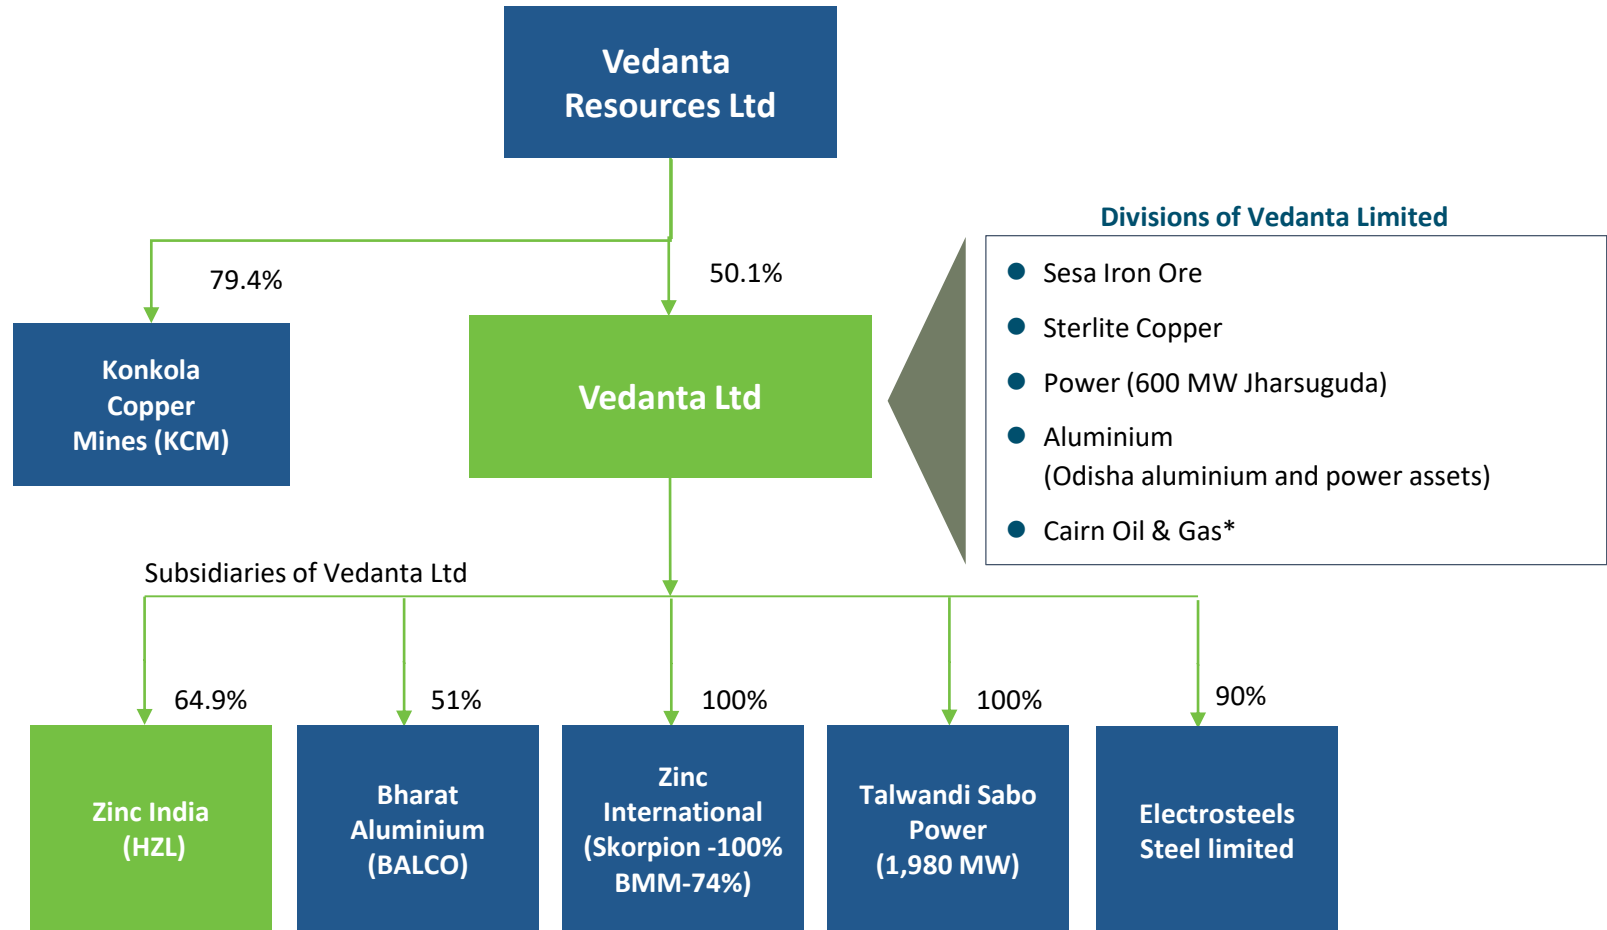 Vedanta
Resources Ltd
Divisions of Vedanta Limited
79.4%
50.1%
Sesa Iron Ore
Sterlite Copper
Power (600 MW Jharsuguda)
Aluminium
(Odisha aluminium and power assets)
Cairn Oil & Gas*
Konkola
Copper
Mines (KCM)
Vedanta Ltd
Subsidiaries of Vedanta Ltd
64.9%
51%
100%
100%
90%
Zinc India
(HZL)
Bharat
Aluminium
(BALCO)
Zinc
International
(Skorpion -100%
BMM-74%)
Talwandi Sabo
Power
(1,980 MW)
Electrosteels
Steel limited